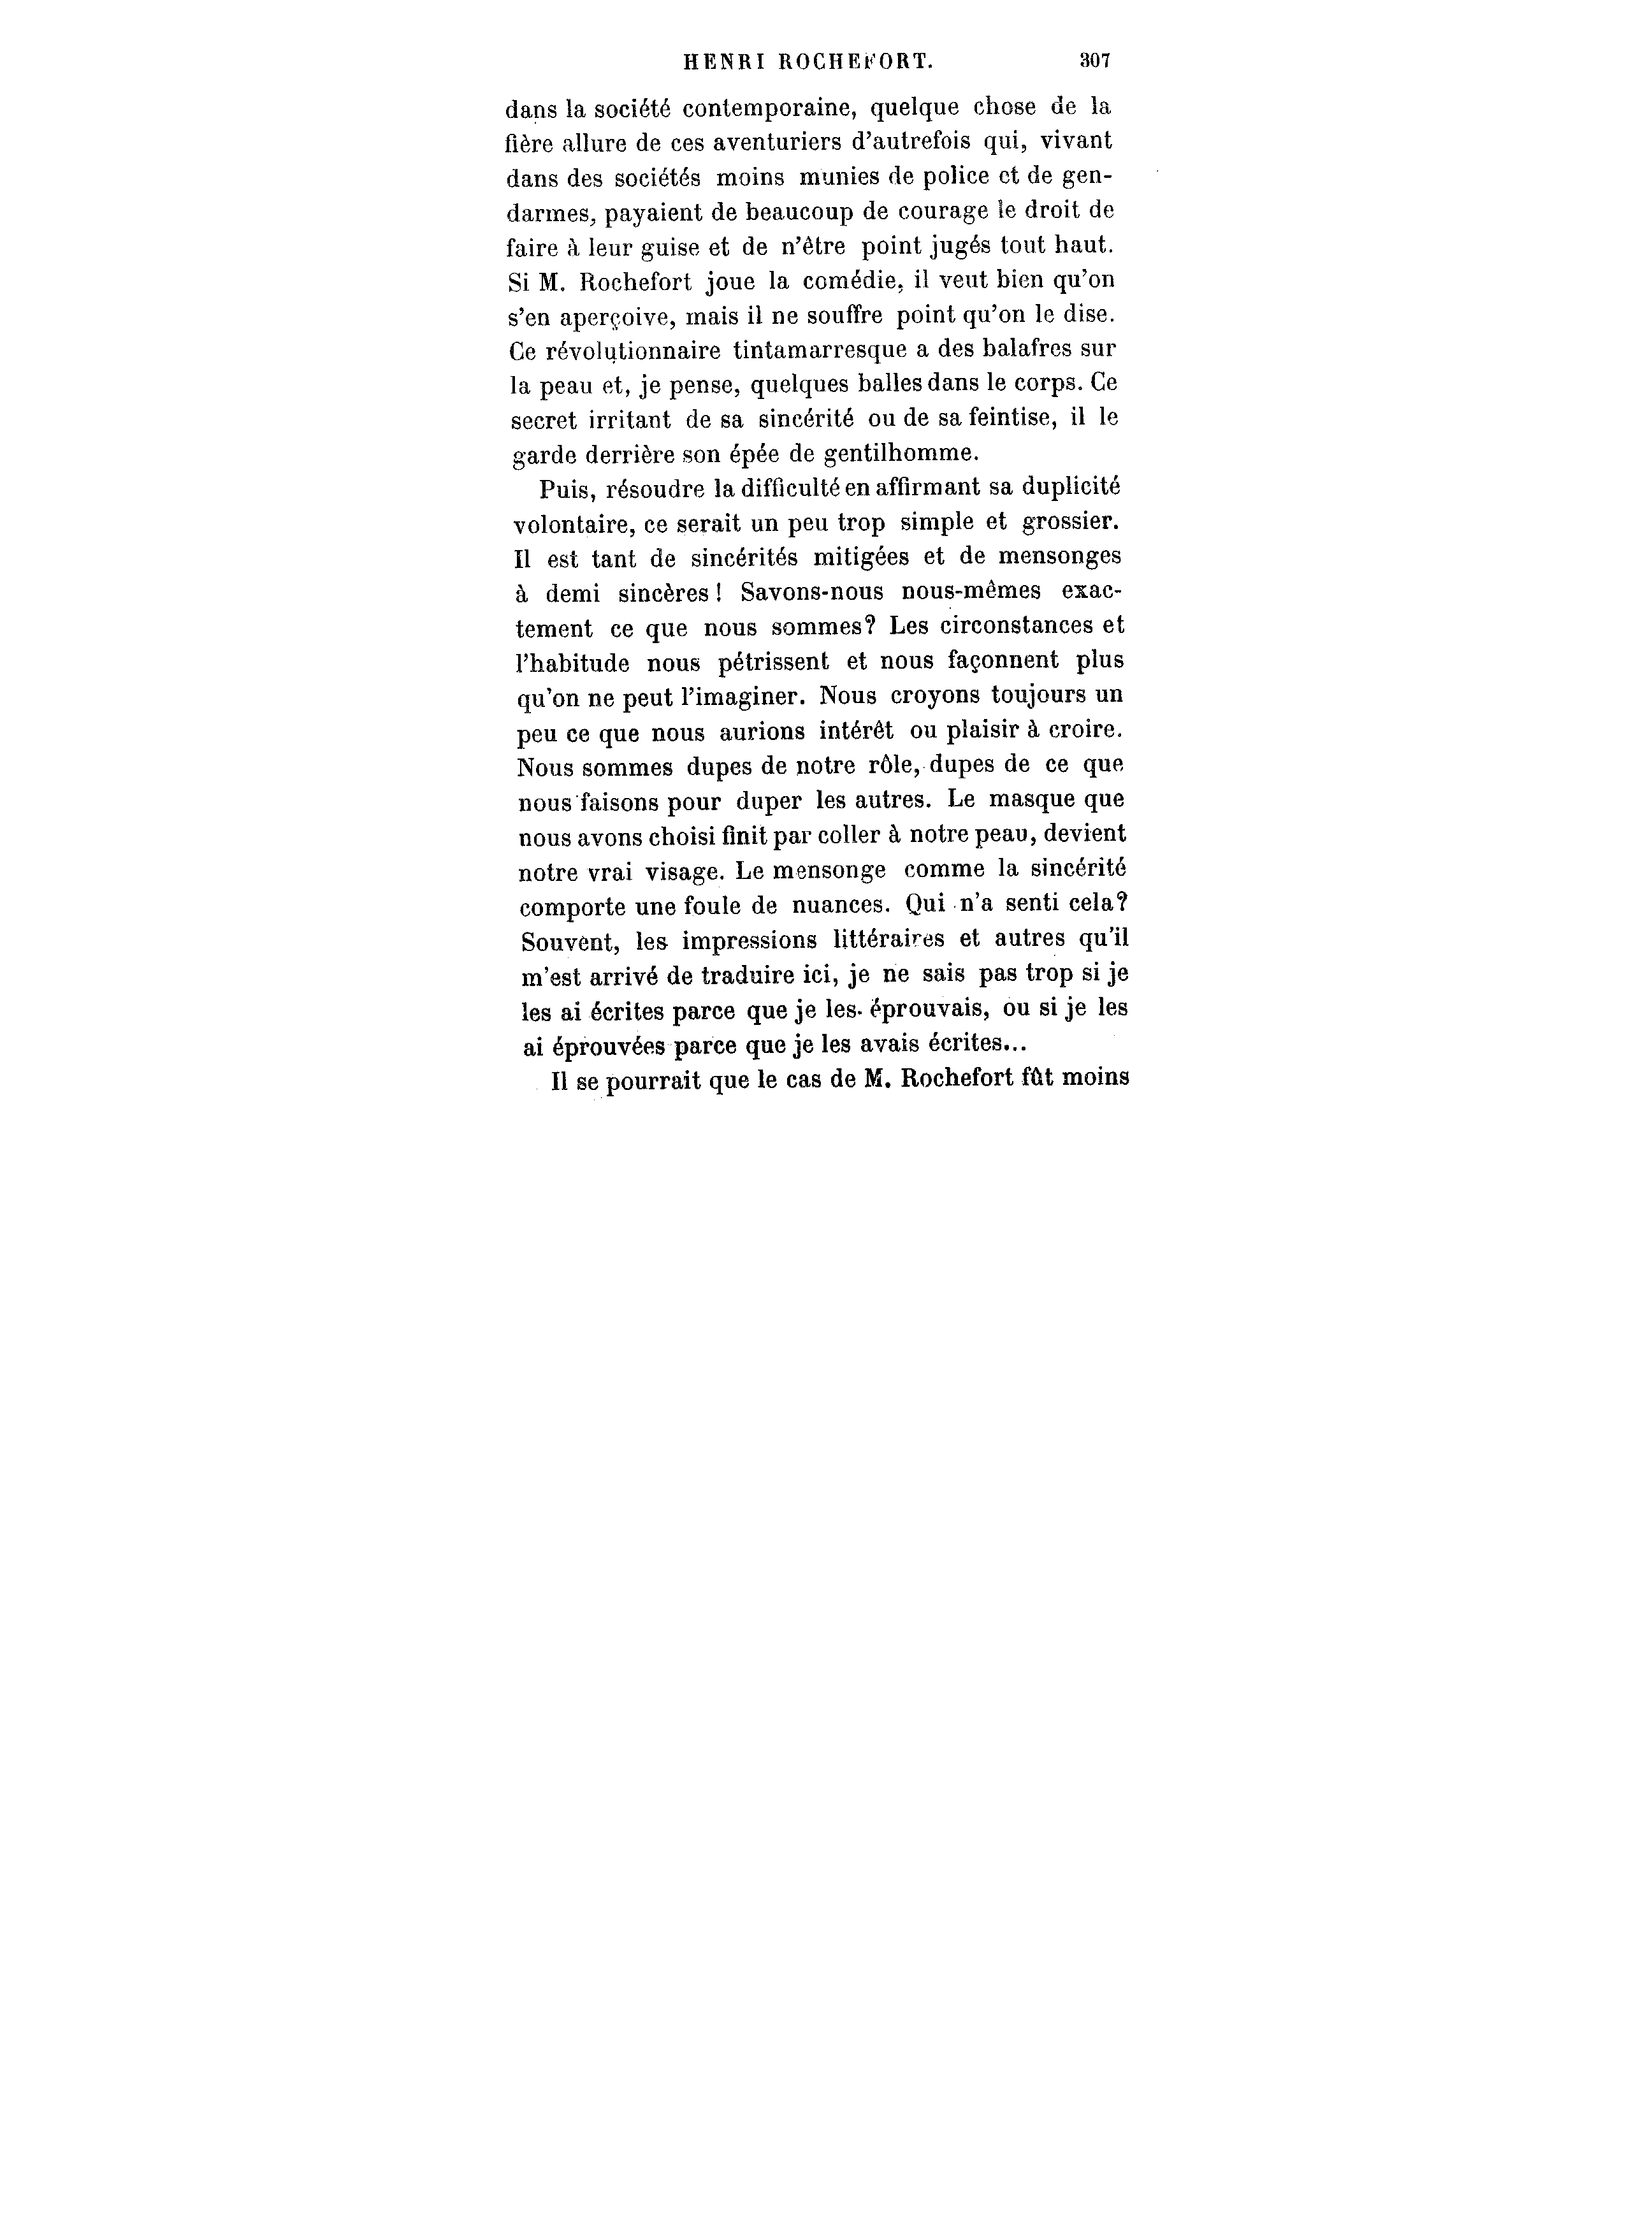 HENRI ROCHEFORT. 307
dans la société contemporaine, quelque chose de la
fière allure de ces aventuriers d'autrefois qui, vivant
dans des sociétés moins munies de police et de gen-
darmes, payaient de beaucoup de courage le droit de
faire à leur guise et de n'être point jugés tout haut.
Si M. Rochefort joue la comédie, il veut bien qu'on
s'en aperçoive, mais il ne souffre point qu'on le dise.
Ce révolutionnaire tintamarresque a des balafres sur
la peau et, je pense, quelques balles dans le corps. Ce
secret irritant de sa sincérité ou de sa feintise, il le
garde derrière son épée de gentilhomme.
Puis, résoudre la difficulté en affirmant sa duplicité
volontaire, ce serait un peu trop simple et grossier.
Il est tant de sincérités mitigées et de mensonges
à demi sincères ! Savons-nous nous-mêmes exac-
tement ce que nous sommes? Les circonstances et
l'habitude nous pétrissent et nous façonnent plus
qu'on ne peut l'imaginer. Nous croyons toujours un
peu ce que nous aurions intérêt ou plaisir à croire.
Nous sommes dupes de notre rôle, dupes de ce que
nous faisons pour duper les autres. Le masque que
nous avons choisi finit par coller à notre peau, devient
notre vrai visage. Le mensonge comme la sincérité
comporte une foule de nuances. Qui n'a senti cela?
Souvent, les impressions littéraires et autres qu'il
m'est arrivé de traduire ici, je ne sais pas trop si je
les ai écrites parce que je les éprouvais, ou si je les
ai éprouvées parce que je les avais écrites...
Il se pourrait que le cas de M. Rochefort fût moins